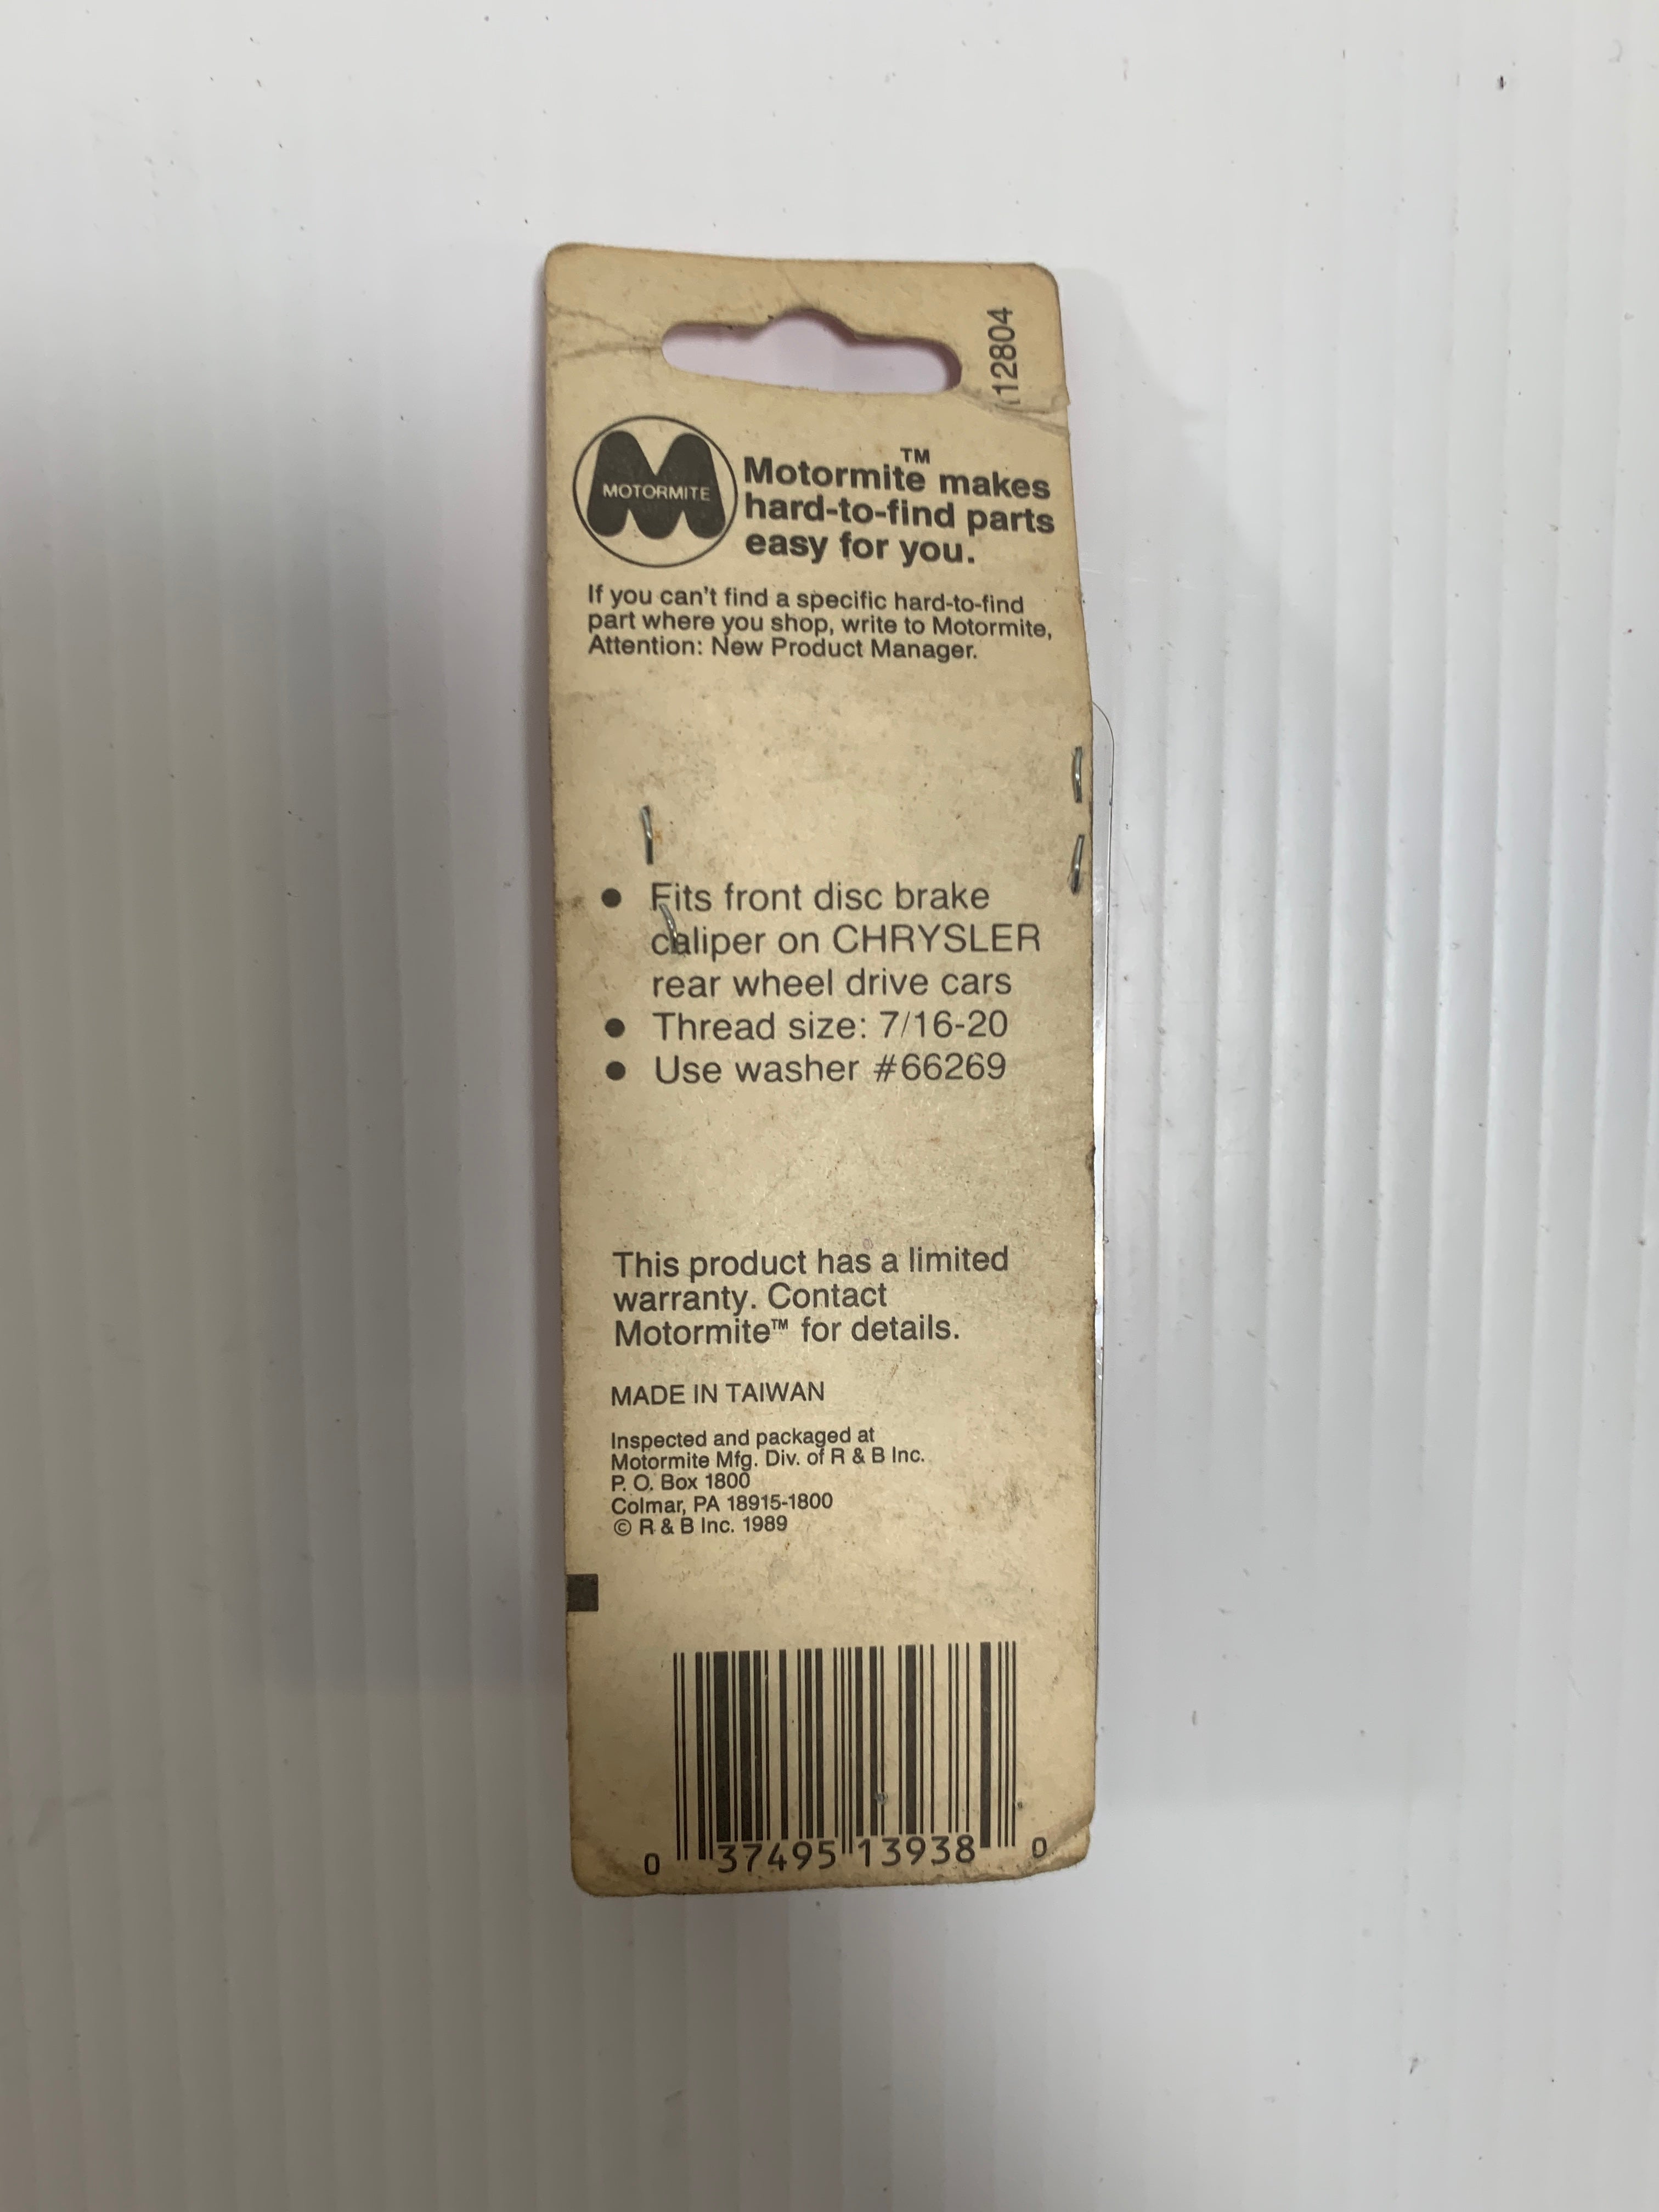 12804
MOTORMITE
Motormite™ makes
hard-to-find parts
easy for you.
If you can't find a specific hard-to-find
part where you shop, write to Motormite,
Attention: New Product Manager.
● Fits front disc brake
caliper on CHRYSLER
rear wheel drive cars
● Thread size: 7/16-20
● Use washer #66269
This product has a limited
warranty. Contact
Motormite™ for details.
MADE IN TAIWAN
Inspected and packaged at
Motormite Mfg. Div. of R & B Inc.
P. O. Box 1800
Colmar, PA 18915-1800
© R & B Inc. 1989
0 37495 13938 0